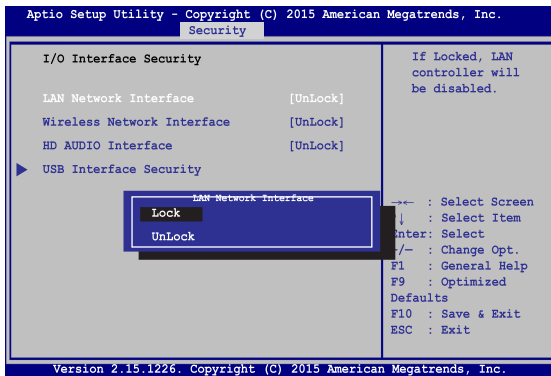 Aptio Setup Utility - Copyright (C) 2015 American Megatrends, Inc.
Security
I/O Interface Security
LAN Network Interface [UnLock]
Wireless Network Interface [UnLock]
HD AUDIO Interface [UnLock]
USB Interface Security
LAN Network Interface
Lock
UnLock
If Locked, LAN
controller will
be disabled.
→← : Select Screen
↓ : Select Item
Enter: Select
/— : Change Opt.
F1 : General Help
F9 : Optimized
Defaults
F10 : Save & Exit
ESC : Exit
Version 2.15.1226. Copyright (C) 2015 American Megatrends, Inc.